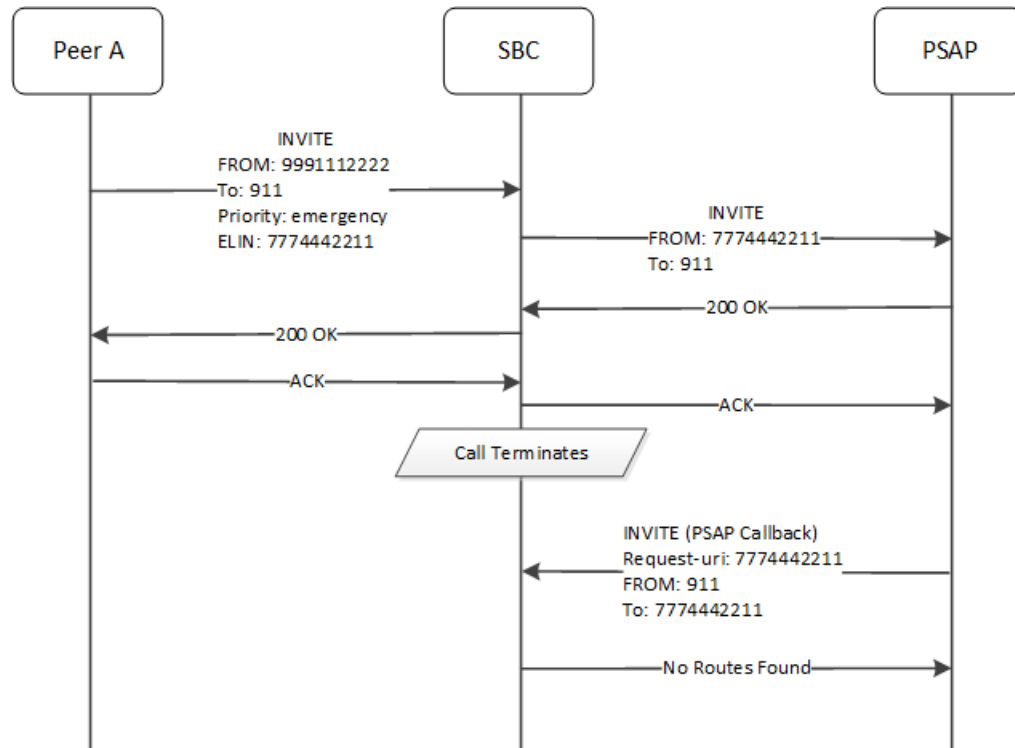 Peer A
SBC
PSAP
INVITE
FROM: 9991112222
To: 911
Priority: emergency
ELIN: 7774442211
INVITE
FROM: 7774442211
To: 911
200 OK
200 OK
ACK
ACK
Call Terminates
INVITE (PSAP Callback)
Request-uri: 7774442211
FROM: 911
To: 7774442211
No Routes Found